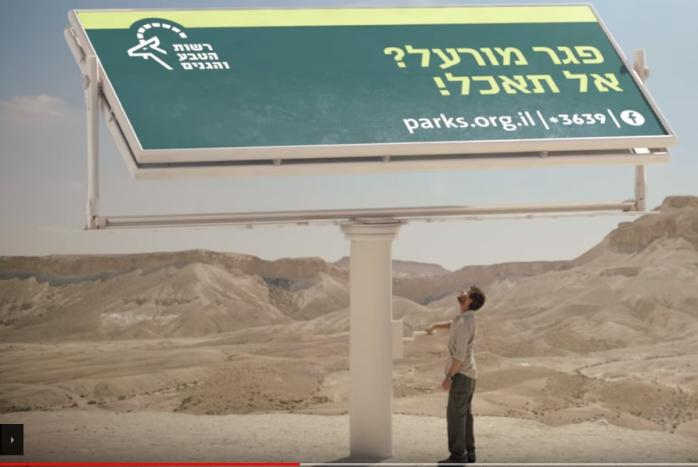 רשות
הטבע
והגנים
פגר מורעל?
אל תאכל!
parks.org.il | *3639 |